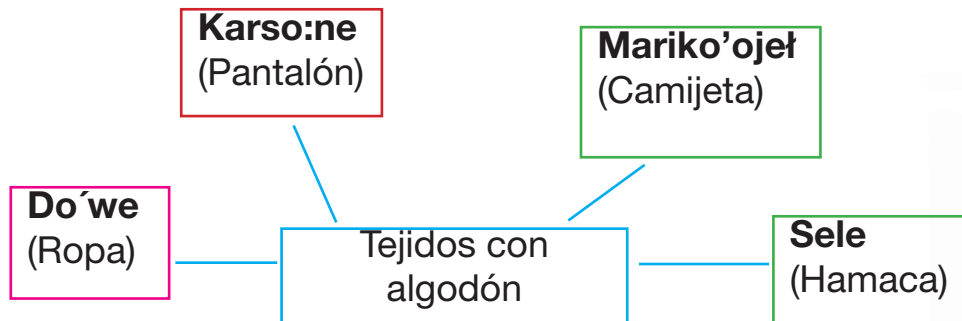 Karso:ne
(Pantalón)
Mariko’ojeł
(Camijeta)
Do´we
(Ropa)
Tejidos con
algodón
Sele
(Hamaca)